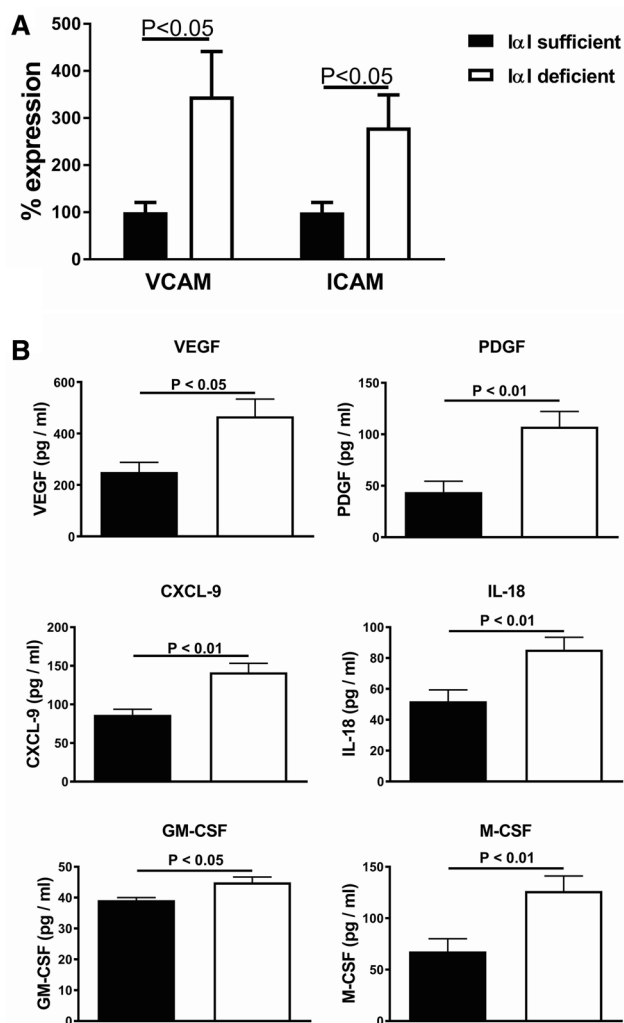 A
% expression
500
400
300
200
100
0
P<0.05
P<0.05
VCAM
ICAM
IαI sufficient
IαI deficient
B
VEGF
VEGF (pg / ml)
600
400
200
0
P < 0.05
PDGF
PDGF (pg / ml)
150
100
50
0
P < 0.01
CXCL-9
CXCL-9 (pg / ml)
200
150
100
50
0
P < 0.01
IL-18
IL-18 (pg / ml)
100
80
60
40
20
0
P < 0.01
GM-CSF
GM-CSF (pg / ml)
50
40
30
20
10
0
P < 0.05
M-CSF
M-CSF (pg / ml)
150
100
50
0
P < 0.01